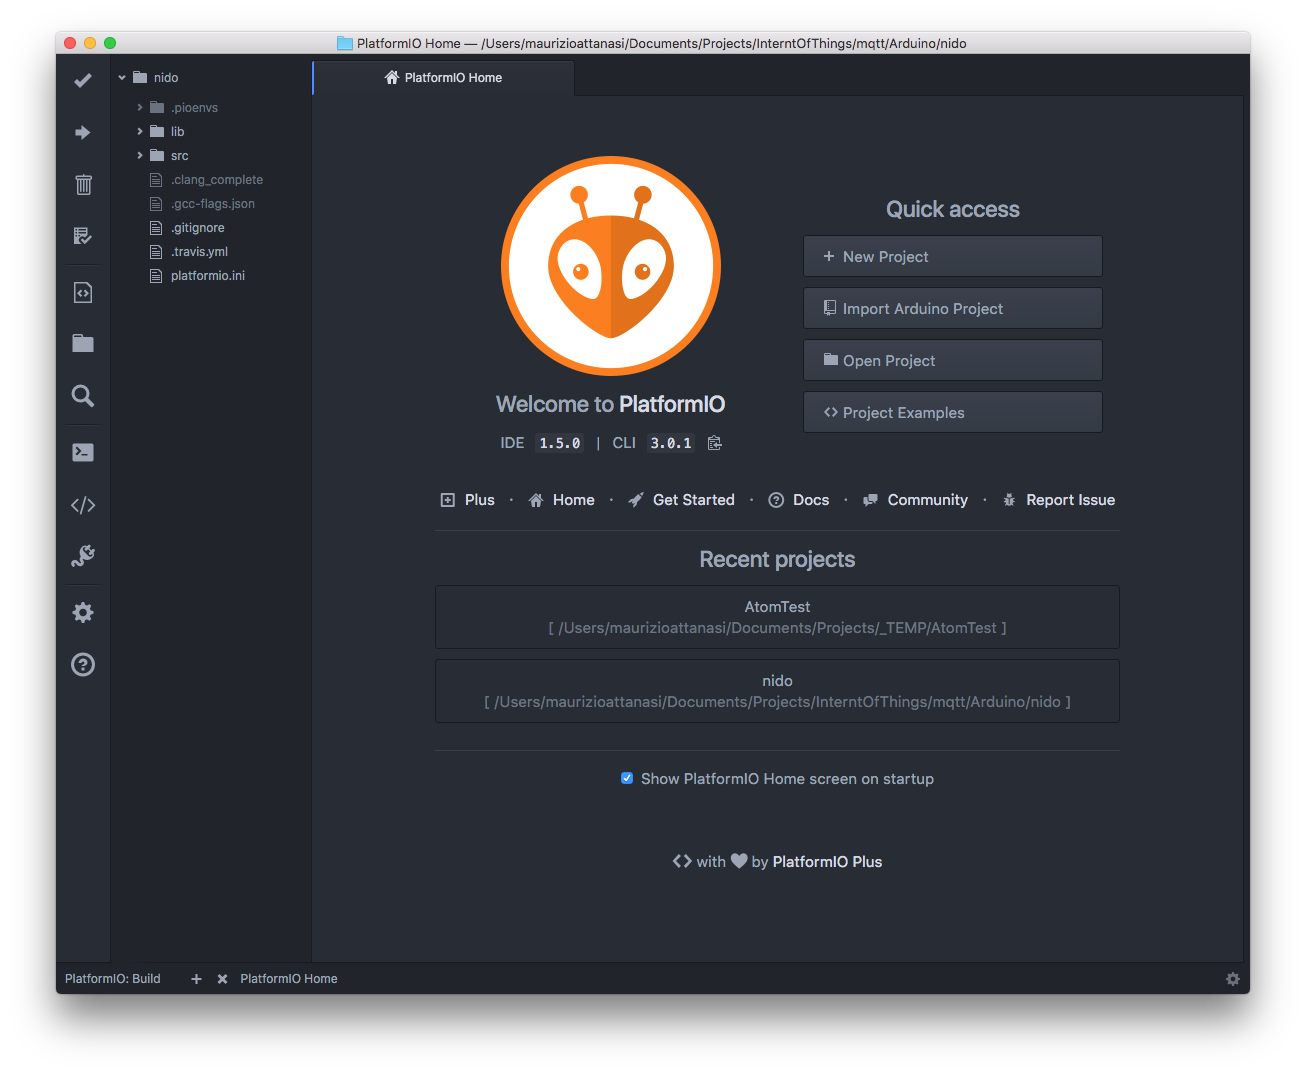 PlatformIO Home — /Users/maurizioattanasi/Documents/Projects/InterntOfThings/mqtt/Arduino/nido
nido
.pioenvs
lib
src
.clang_complete
.gcc-flags.json
.gitignore
.travis.yml
platformio.ini
PlatformIO Home
Welcome to PlatformIO
IDE 1.5.0 | CLI 3.0.1
Quick access
New Project
Import Arduino Project
Open Project
Project Examples
Plus · Home · Get Started · Docs · Community · Report Issue
Recent projects
AtomTest
[ /Users/maurizioattanasi/Documents/Projects/_TEMP/AtomTest ]
nido
[ /Users/maurizioattanasi/Documents/Projects/InterntOfThings/mqtt/Arduino/nido ]
Show PlatformIO Home screen on startup
with by PlatformIO Plus
PlatformIO: Build PlatformIO Home